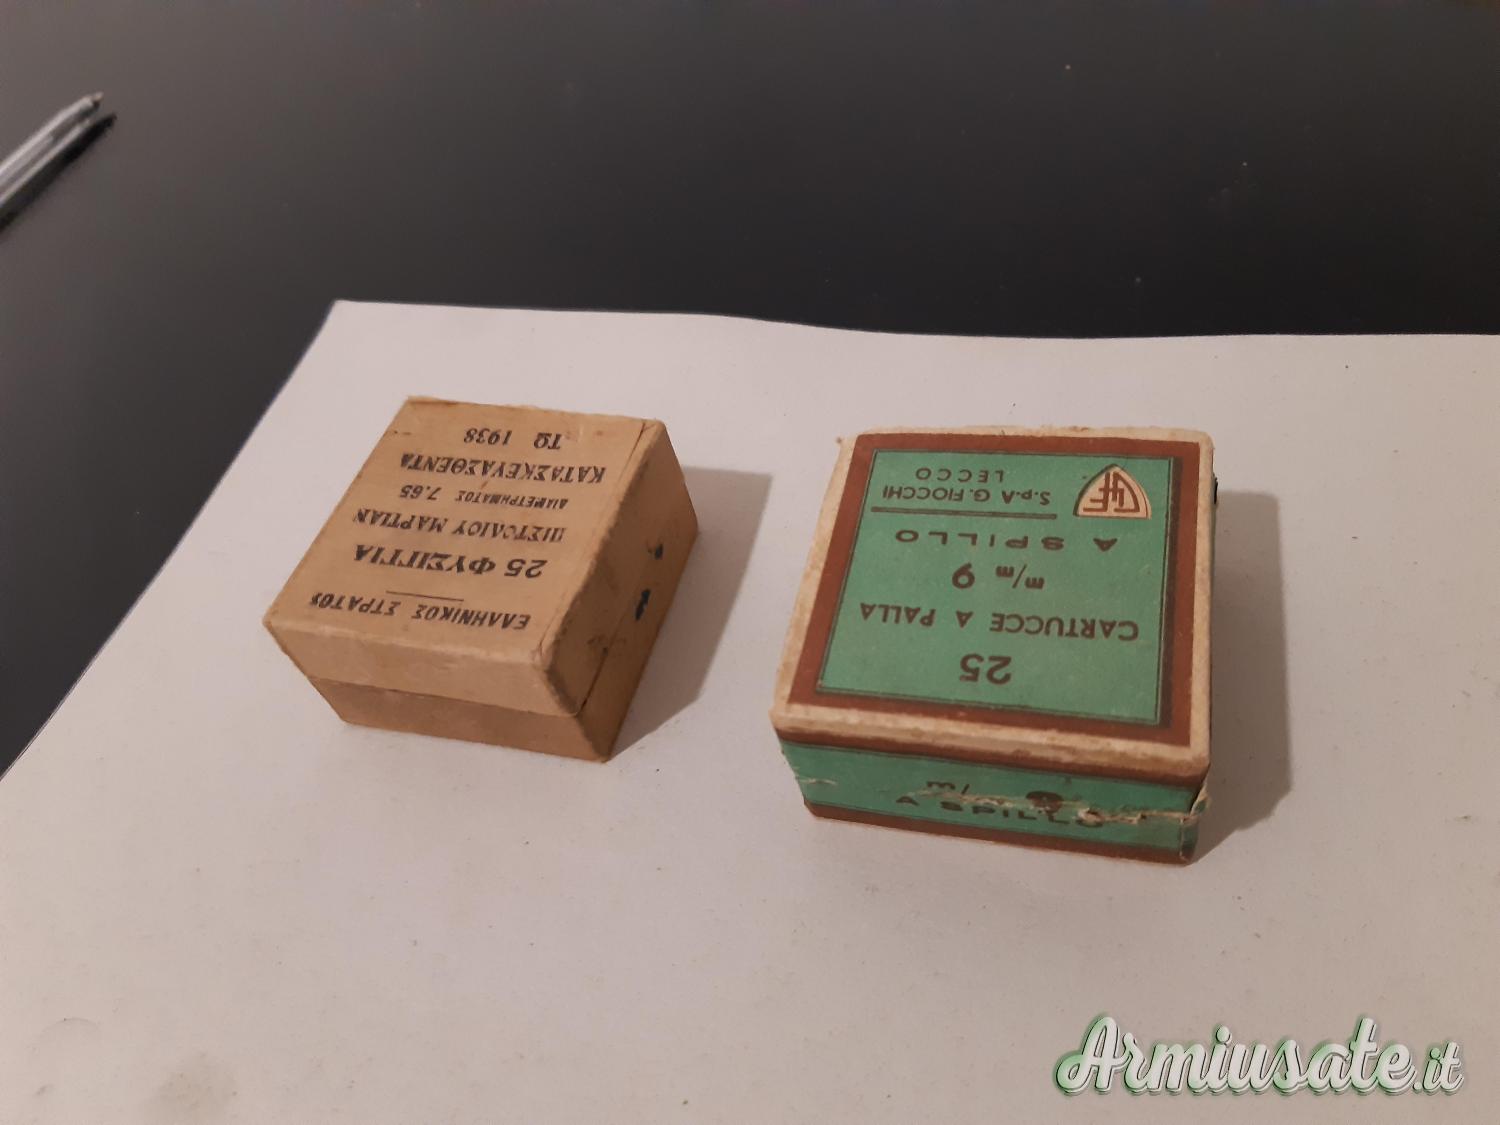 ΕΛΛΗΝΙΚΟΣ ΣΤΡΑΤΟΣ
25 ΦΥΣΙΓΓΙΑ
ΠΙΣΤΟΛΙΟΥ ΜΑΡΤΙΑΝ
ΔΙΑΜΕΤΡΗΜΑΤΟΣ 7.65
ΚΑΤΑΣΚΕΥΑΣΘΕΝΤΑ
ΤΩ 1938
25
CARTUCCE A PALLA
m/m 9
A SPILLO
S.p.A G. FIOCCHI
LECCO
GFL
m/
A SPILLO
Armiusate.it